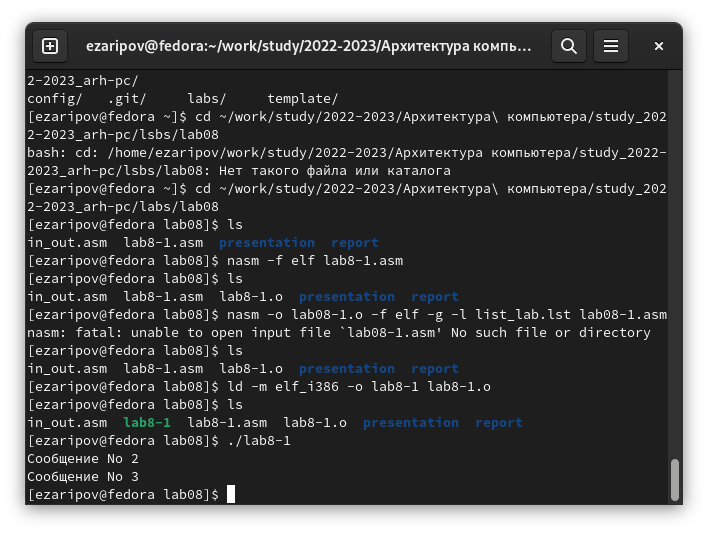 ezaripov@fedora:~/work/study/2022-2023/Архитектура компь...
2-2023_arh-pc/
config/   .git/     labs/     template/
[ezaripov@fedora ~]$ cd ~/work/study/2022-2023/Архитектура\ компьютера/study_202
2-2023_arh-pc/lsbs/lab08
bash: cd: /home/ezaripov/work/study/2022-2023/Архитектура компьютера/study_2022-
2023_arh-pc/lsbs/lab08: Нет такого файла или каталога
[ezaripov@fedora ~]$ cd ~/work/study/2022-2023/Архитектура\ компьютера/study_202
2-2023_arh-pc/labs/lab08
[ezaripov@fedora lab08]$ ls
in_out.asm  lab8-1.asm  presentation  report
[ezaripov@fedora lab08]$ nasm -f elf lab8-1.asm
[ezaripov@fedora lab08]$ ls
in_out.asm  lab8-1.asm  lab8-1.o  presentation  report
[ezaripov@fedora lab08]$ nasm -o lab08-1.o -f elf -g -l list_lab.lst lab08-1.asm
nasm: fatal: unable to open input file `lab08-1.asm' No such file or directory
[ezaripov@fedora lab08]$ ls
in_out.asm  lab8-1.asm  lab8-1.o  presentation  report
[ezaripov@fedora lab08]$ ld -m elf_i386 -o lab8-1 lab8-1.o
[ezaripov@fedora lab08]$ ls
in_out.asm  lab8-1  lab8-1.asm  lab8-1.o  presentation  report
[ezaripov@fedora lab08]$ ./lab8-1
Сообщение No 2
Сообщение No 3
[ezaripov@fedora lab08]$